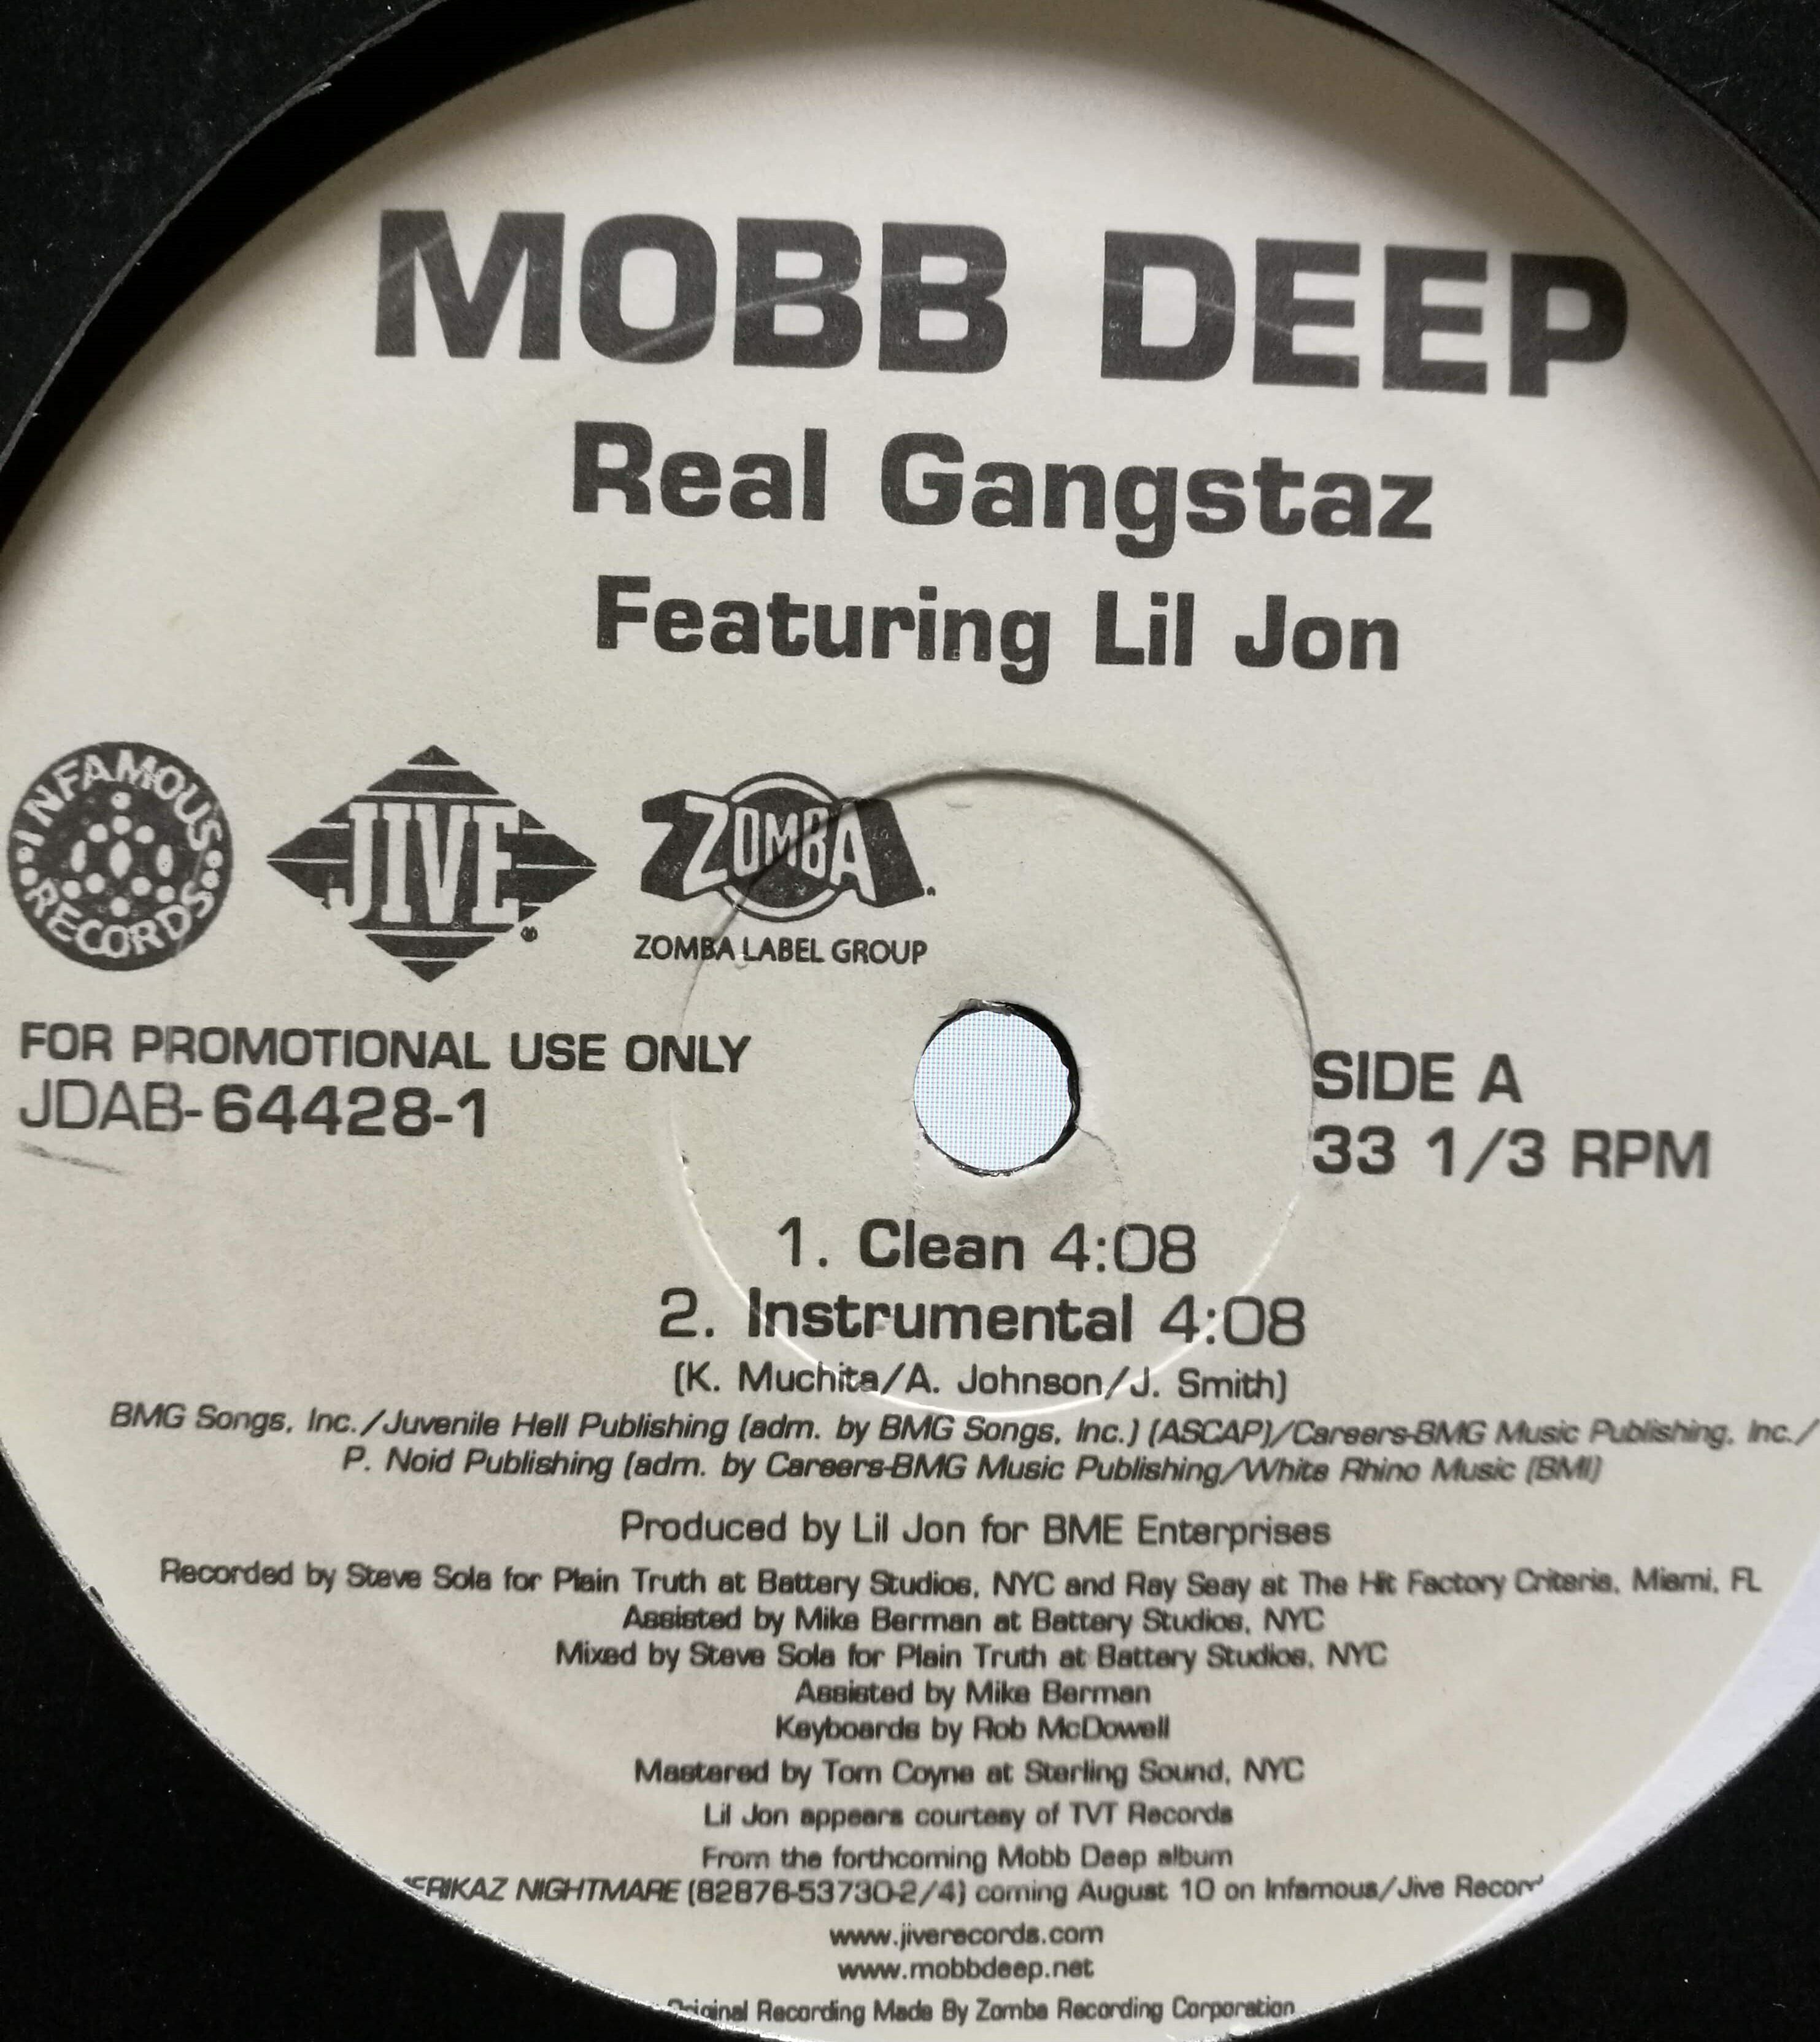 MOBB DEEP
Real Gangstaz
Featuring Lil Jon
INFAMOUS RECORDS
JIVE®
ZOMBA
ZOMBA LABEL GROUP
FOR PROMOTIONAL USE ONLY
JDAB-64428-1
SIDE A
33 1/3 RPM
1. Clean 4:08
2. Instrumental 4:08
(K. Muchita/A. Johnson/J. Smith)
BMG Songs, Inc./Juvenile Hell Publishing (adm. by BMG Songs, Inc.) (ASCAP)/Careers-BMG Music Publishing, Inc./
P. Noid Publishing (adm. by Careers-BMG Music Publishing/White Rhino Music (BMI)
Produced by Lil Jon for BME Enterprises
Recorded by Steve Sola for Plain Truth at Battery Studios, NYC and Ray Seay at The Hit Factory Criteria, Miami, FL
Assisted by Mike Berman at Battery Studios, NYC
Mixed by Steve Sola for Plain Truth at Battery Studios, NYC
Assisted by Mike Berman
Keyboards by Rob McDowell
Mastered by Tom Coyne at Sterling Sound, NYC
Lil Jon appears courtesy of TVT Records
From the forthcoming Mobb Deep album
ERIKAZ NIGHTMARE (82876-53730-2/4) coming August 10 on Infamous/Jive Record
www.jiverecords.com
www.mobbdeep.net
Original Recording Made By Zomba Recording Corporation